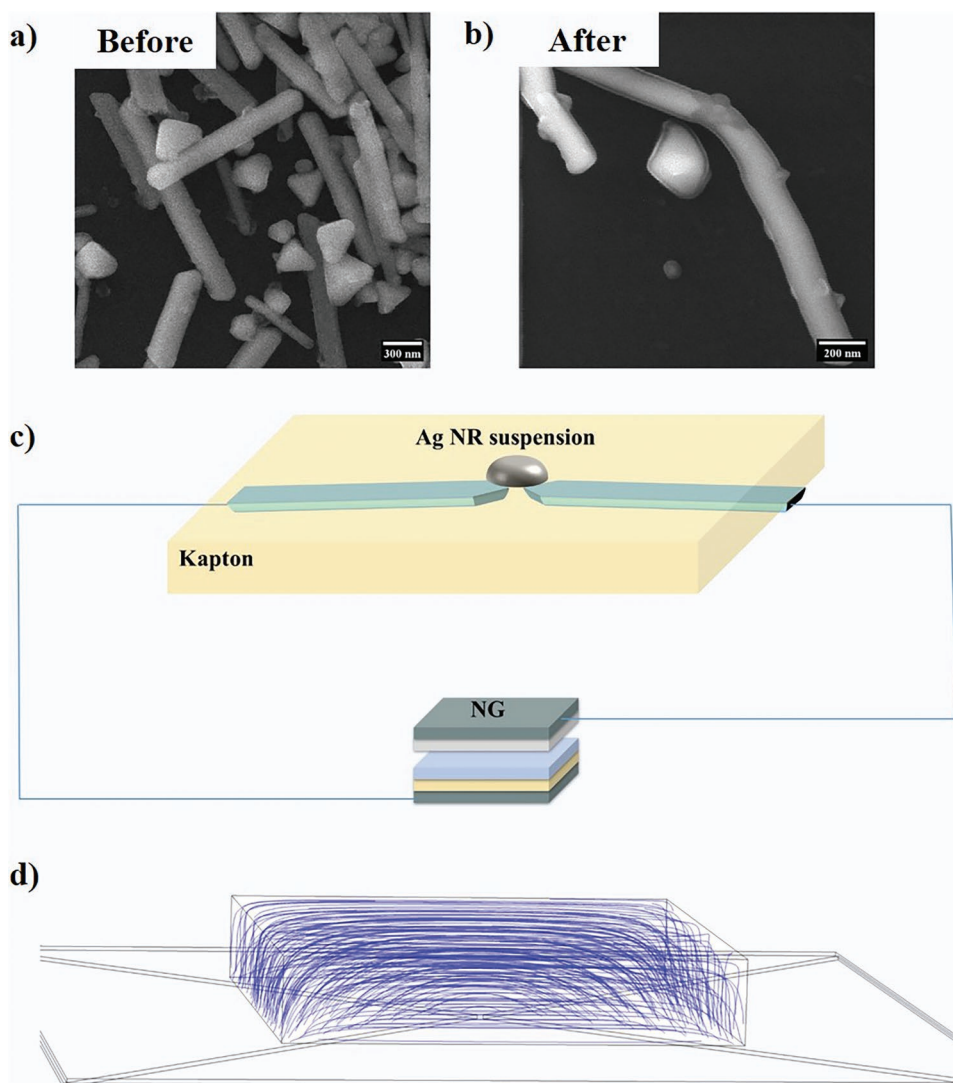 a)
Before
300 nm
b)
After
200 nm
c)
Ag NR suspension
Kapton
NG
d)